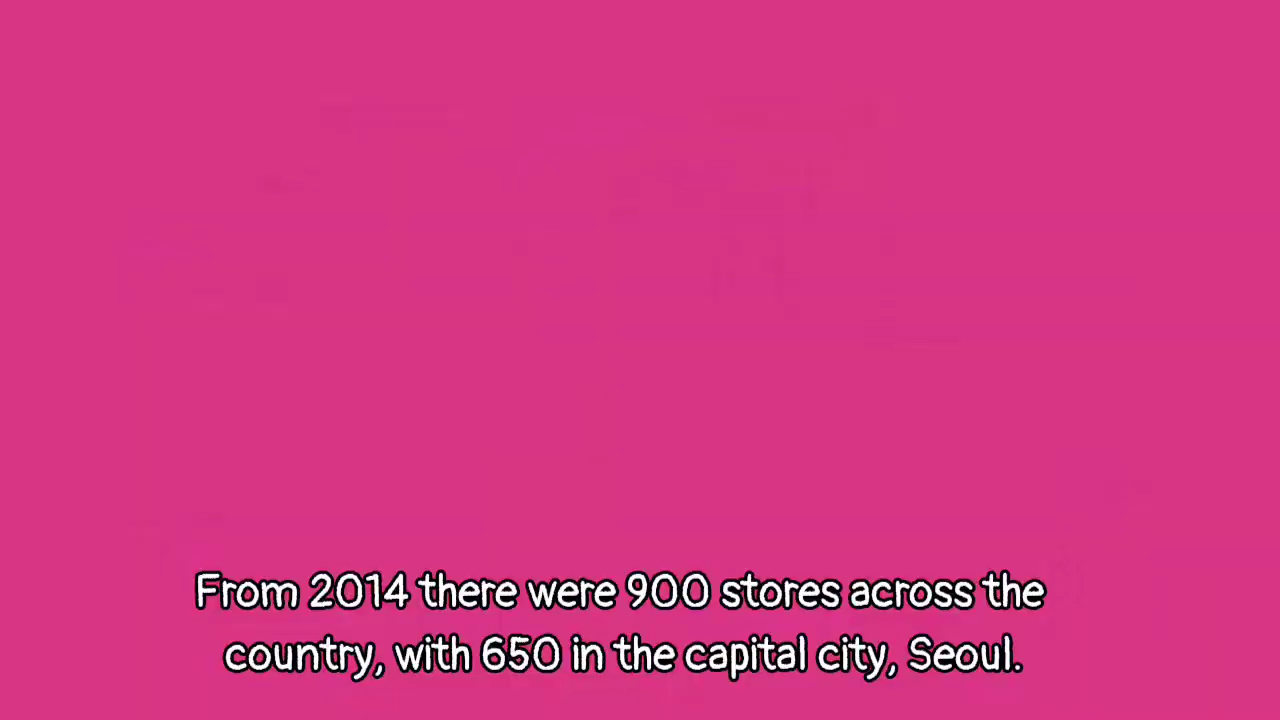 From 2014 there were 900 stores across the
country, with 650 in the capital city, Seoul.